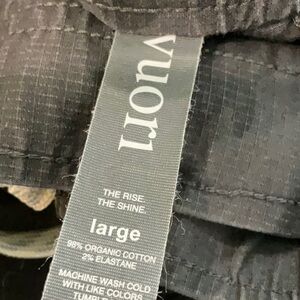 vuori
THE RISE.
THE SHINE.
large
98% ORGANIC COTTON
2% ELASTANE
MACHINE WASH COLD
WITH LIKE COLORS